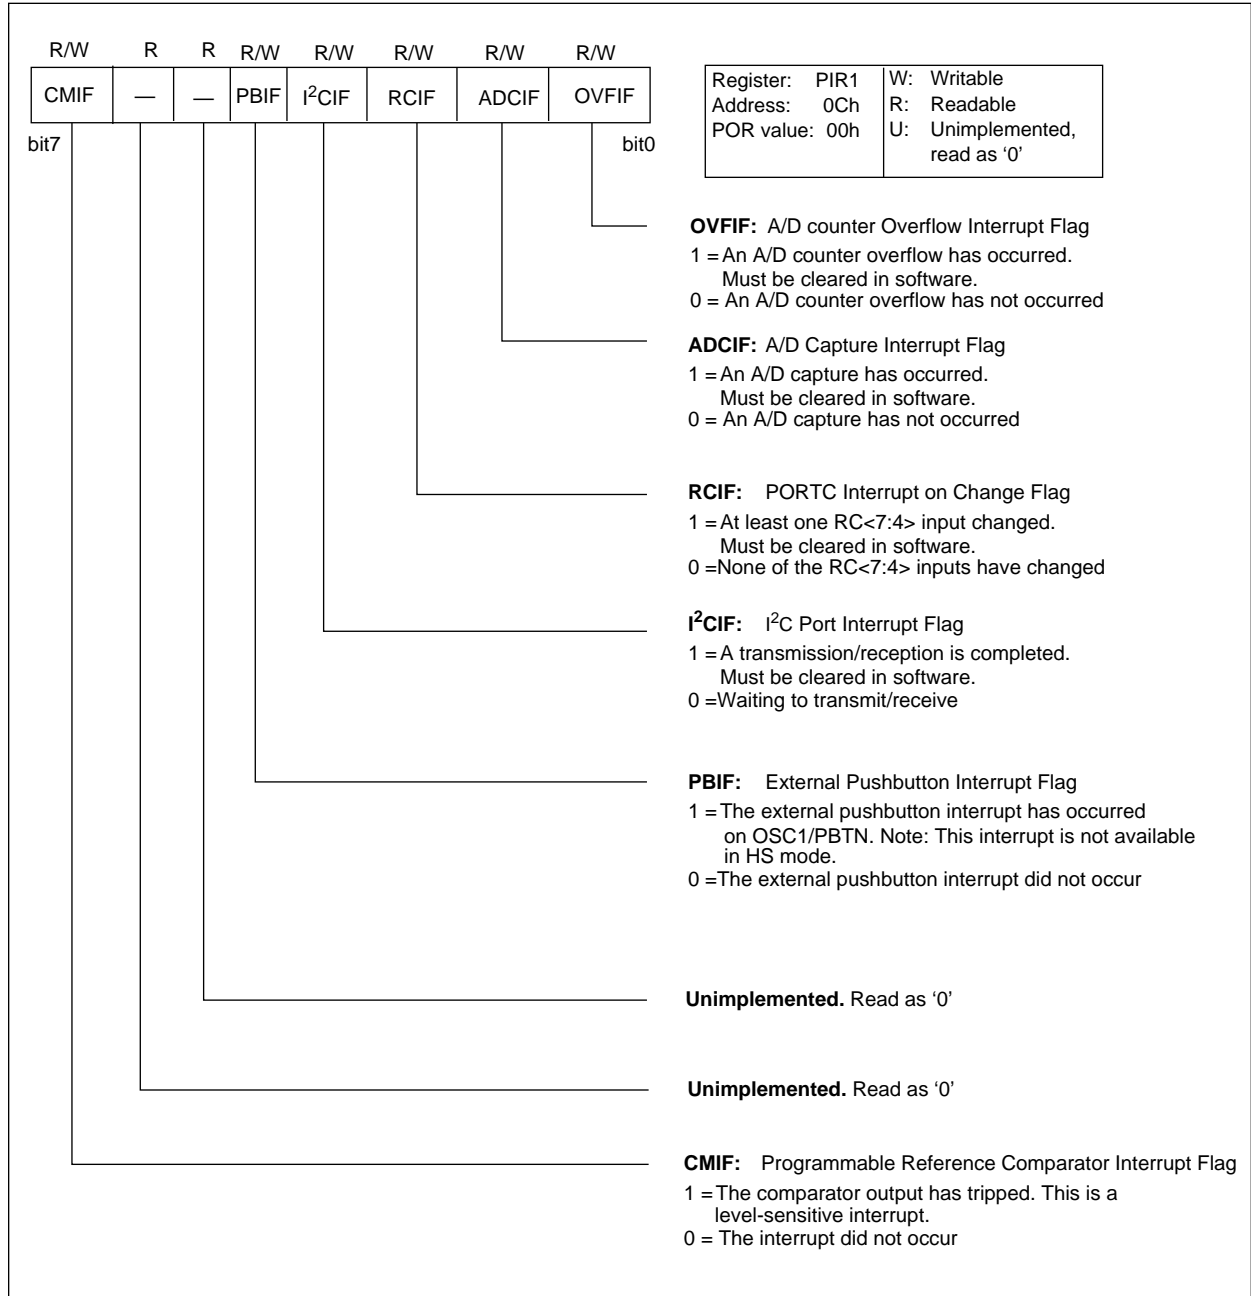 R/W R R R/W R/W R/W R/W R/W
CMIF — — PBIF I²CIF RCIF ADCIF OVFIF
bit7 bit0
Register: PIR1
Address: 0Ch
POR value: 00h
W: Writable
R: Readable
U: Unimplemented,
read as ‘0’
OVFIF: A/D counter Overflow Interrupt Flag
1 = An A/D counter overflow has occurred.
Must be cleared in software.
0 = An A/D counter overflow has not occurred
ADCIF: A/D Capture Interrupt Flag
1 = An A/D capture has occurred.
Must be cleared in software.
0 = An A/D capture has not occurred
RCIF: PORTC Interrupt on Change Flag
1 = At least one RC<7:4> input changed.
Must be cleared in software.
0 =None of the RC<7:4> inputs have changed
I²CIF: I²C Port Interrupt Flag
1 = A transmission/reception is completed.
Must be cleared in software.
0 =Waiting to transmit/receive
PBIF: External Pushbutton Interrupt Flag
1 = The external pushbutton interrupt has occurred
on OSC1/PBTN. Note: This interrupt is not available
in HS mode.
0 =The external pushbutton interrupt did not occur
Unimplemented. Read as ‘0’
Unimplemented. Read as ‘0’
CMIF: Programmable Reference Comparator Interrupt Flag
1 = The comparator output has tripped. This is a
level-sensitive interrupt.
0 = The interrupt did not occur